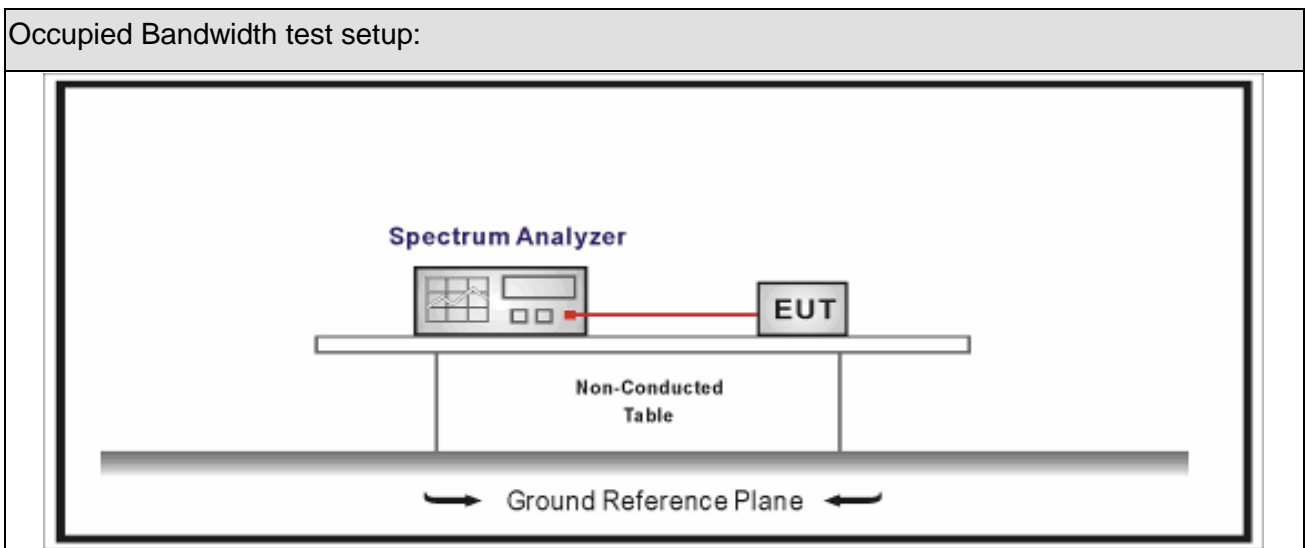 Occupied Bandwidth test setup:
Spectrum Analyzer
EUT
Non-Conducted
Table
Ground Reference Plane